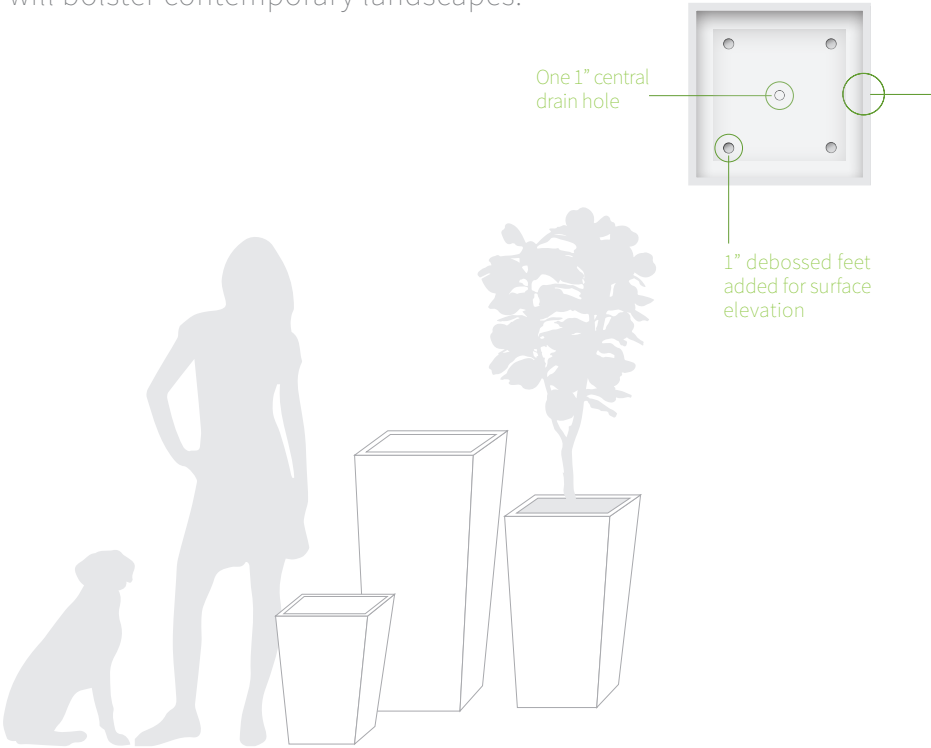 will bolster contemporary landscapes.
One 1” central
drain hole
1” debossed feet
added for surface
elevation